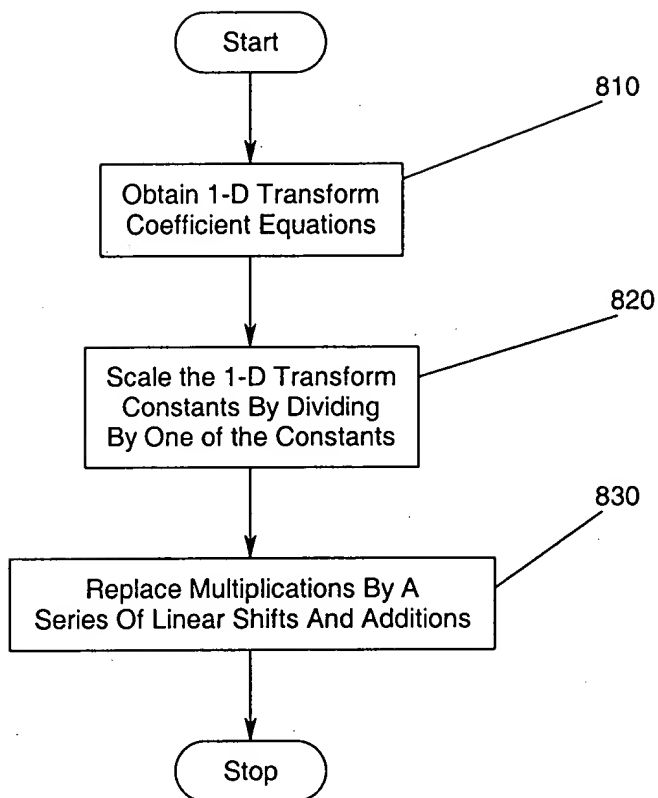 Start
810
Obtain 1-D Transform
Coefficient Equations
820
Scale the 1-D Transform
Constants By Dividing
By One of the Constants
830
Replace Multiplications By A
Series Of Linear Shifts And Additions
Stop